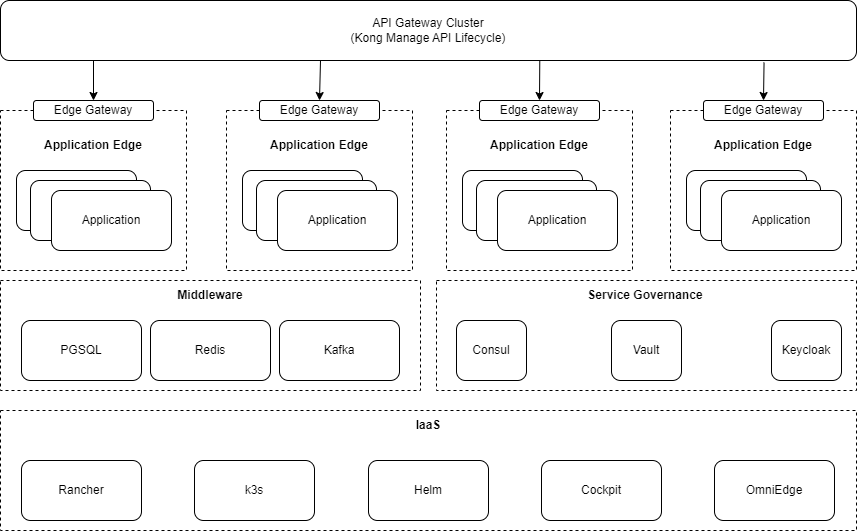 API Gateway Cluster
(Kong Manage API Lifecycle)
Edge Gateway
Edge Gateway
Edge Gateway
Edge Gateway
Application Edge
Application Edge
Application Edge
Application Edge
Application
Application
Application
Application
Middleware
Service Governance
PGSQL
Redis
Kafka
Consul
Vault
Keycloak
IaaS
Rancher
k3s
Helm
Cockpit
OmniEdge